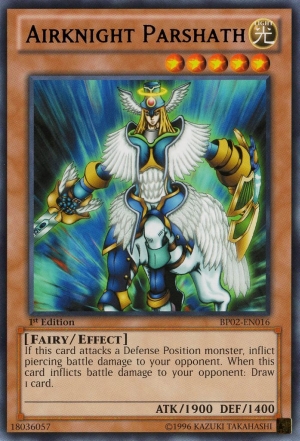 AIRKNIGHT PARSHATH
LIGHT
光
1st Edition
BP02-EN016
[FAIRY/EFFECT]
If this card attacks a Defense Position monster, inflict
piercing battle damage to your opponent. When this
card inflicts battle damage to your opponent: Draw
1 card.
ATK/1900 DEF/1400
18036057
©1996 KAZUKI TAKAHASHI